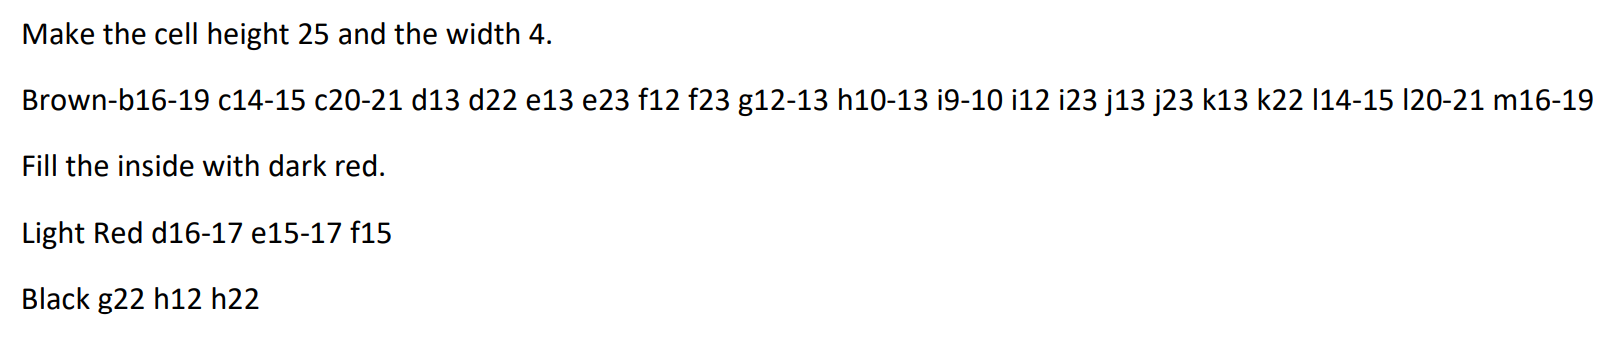 Make the cell height 25 and the width 4.
Brown-b16-19 c14-15 c20-21 d13 d22 e13 e23 f12 f23 g12-13 h10-13 i9-10 i12 i23 j13 j23 k13 k22 l14-15 l20-21 m16-19
Fill the inside with dark red.
Light Red d16-17 e15-17 f15
Black g22 h12 h22